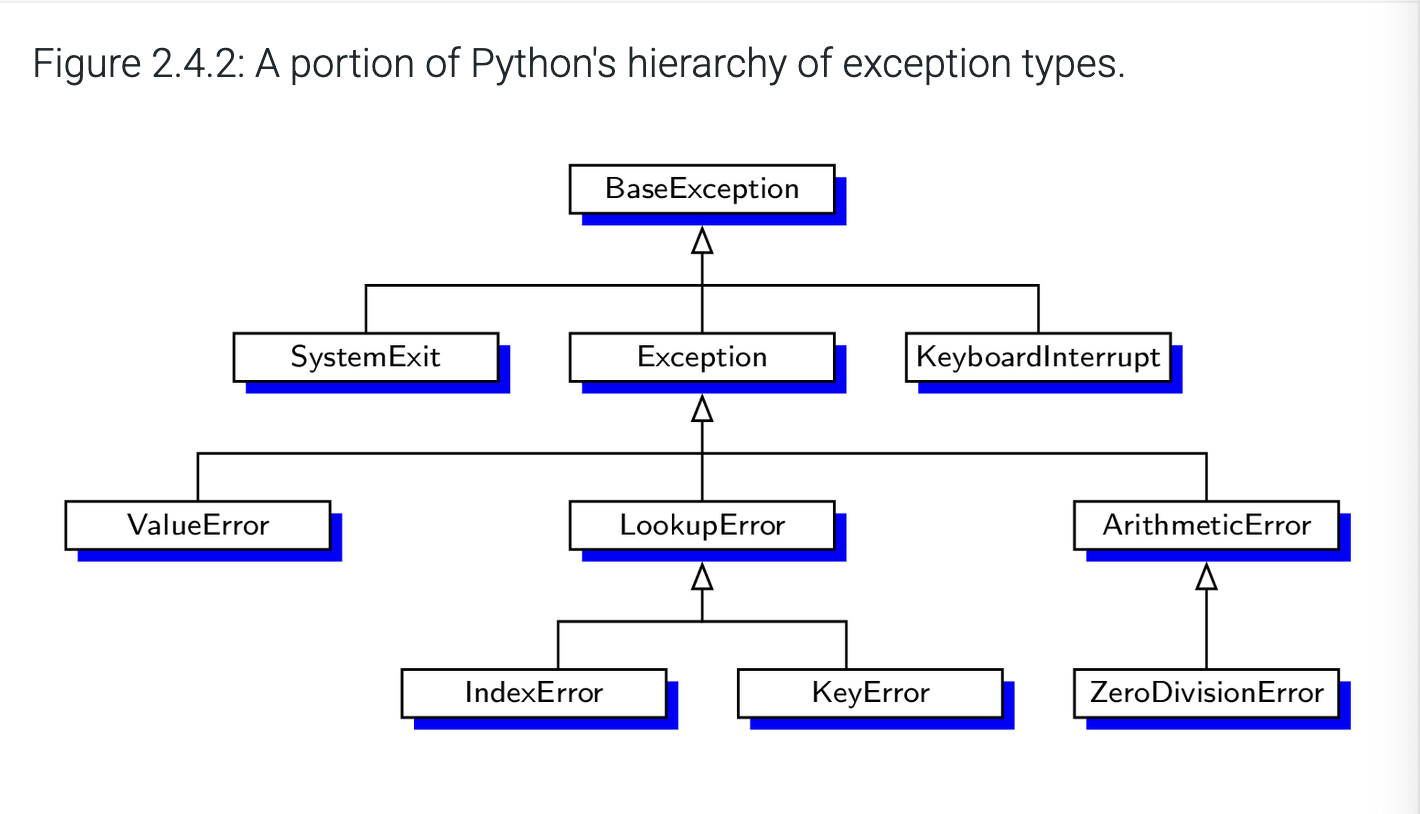 Figure 2.4.2: A portion of Python's hierarchy of exception types.
BaseException
SystemExit
Exception
KeyboardInterrupt
ValueError
LookupError
ArithmeticError
IndexError
KeyError
ZeroDivisionError